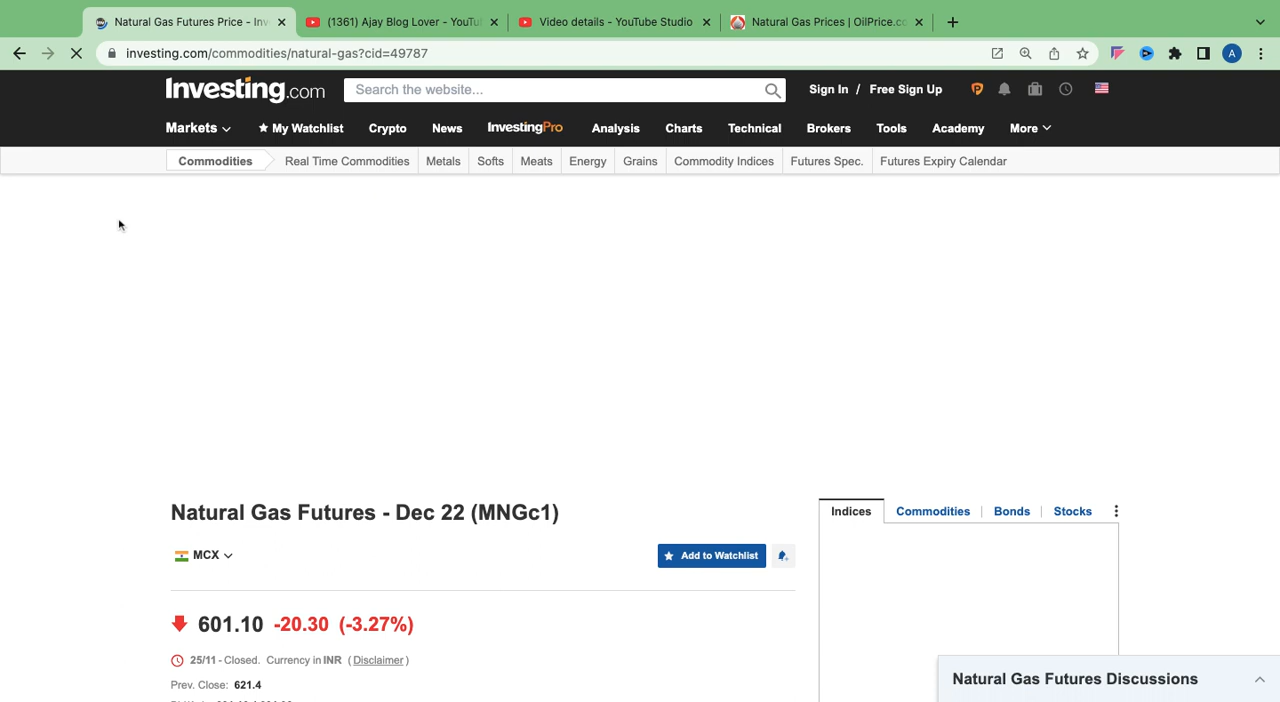 Natural Gas Futures Price - Inv
(1361) Ajay Blog Lover - YouTu
Video details - YouTube Studio
Natural Gas Prices | OilPrice.co
investing.com/commodities/natural-gas?cid=49787
A
Investing.com
Search the website...
Sign In / Free Sign Up
Markets
My Watchlist
Crypto
News
InvestingPro
Analysis
Charts
Technical
Brokers
Tools
Academy
More
Commodities
Real Time Commodities
Metals
Softs
Meats
Energy
Grains
Commodity Indices
Futures Spec.
Futures Expiry Calendar
Natural Gas Futures - Dec 22 (MNGc1)
Indices
Commodities
Bonds
Stocks
MCX
Add to Watchlist
601.10 -20.30 (-3.27%)
25/11 - Closed. Currency in INR ( Disclaimer )
Prev. Close: 621.4
Natural Gas Futures Discussions